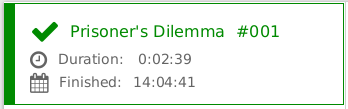 Prisoner's Dilemma #001
Duration: 0:02:39
Finished: 14:04:41